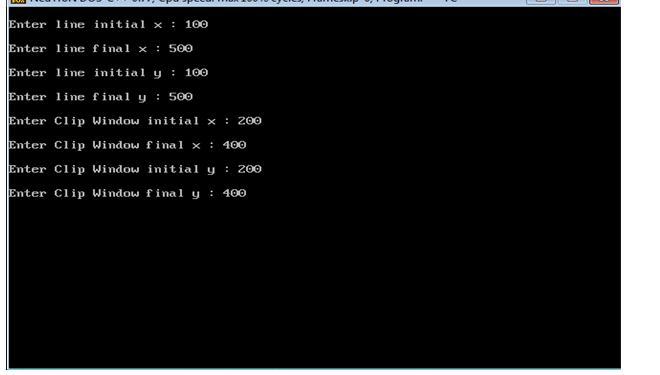 Enter line initial x : 100
Enter line final x : 500
Enter line initial y : 100
Enter line final y : 500
Enter Clip Window initial x : 200
Enter Clip Window final x : 400
Enter Clip Window initial y : 200
Enter Clip Window final y : 400